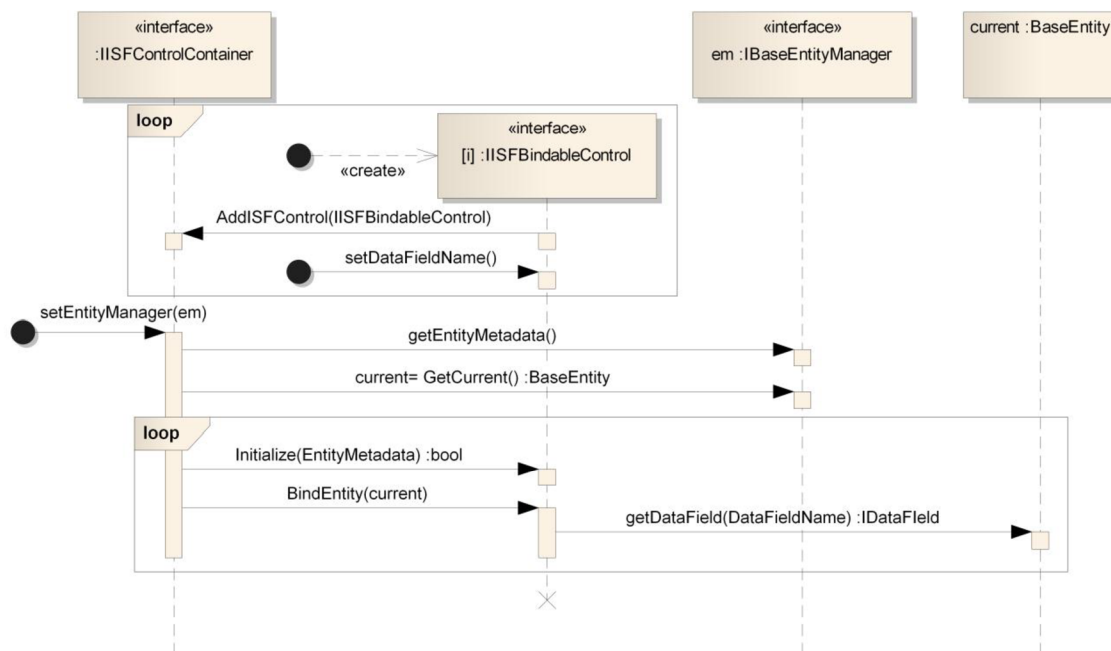 «interface»
:IISFControlContainer
«interface»
em :IBaseEntityManager
current :BaseEntity
loop
«interface»
[i] :IISFBindableControl
«create»
AddISFControl(IISFBindableControl)
setDataFieldName()
setEntityManager(em)
getEntityMetadata()
current= GetCurrent() :BaseEntity
loop
Initialize(EntityMetadata) :bool
BindEntity(current)
getDataField(DataFieldName) :IDataFIeld